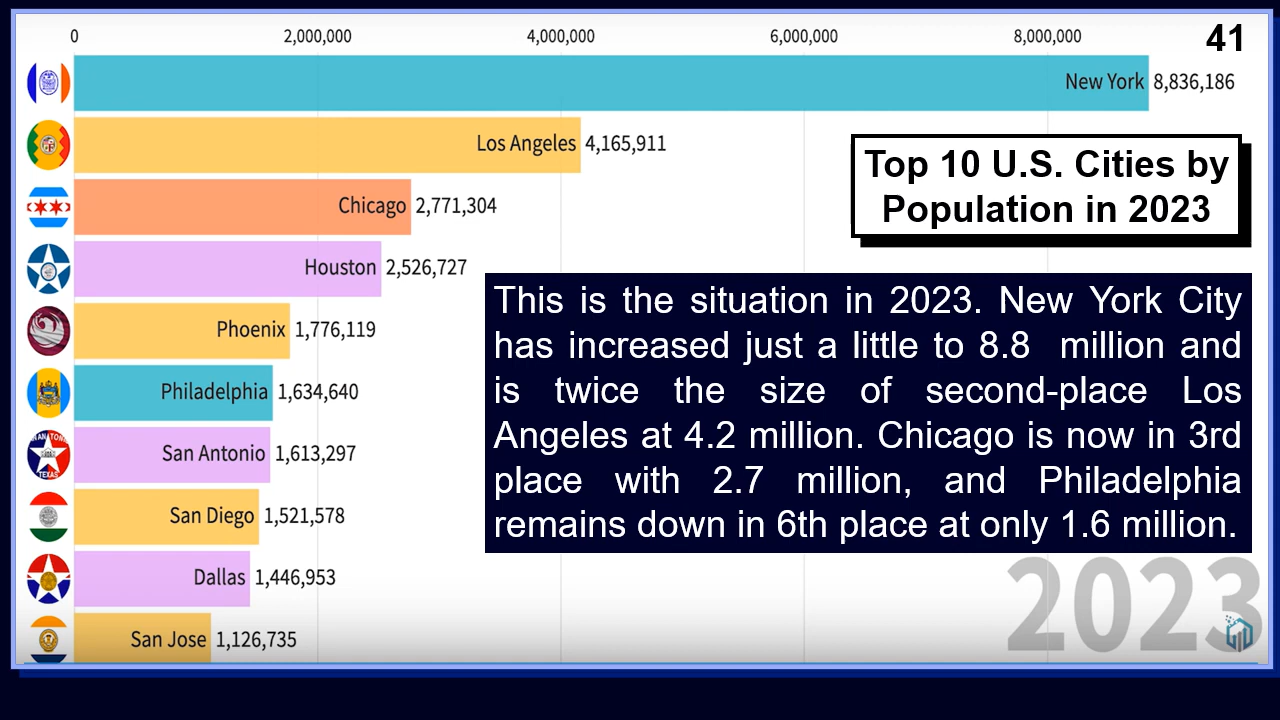 0 2,000,000 4,000,000 6,000,000 8,000,000 41
New York 8,836,186
Los Angeles 4,165,911
Top 10 U.S. Cities by
Population in 2023
Chicago 2,771,304
Houston 2,526,727
Phoenix 1,776,119
Philadelphia 1,634,640
San Antonio 1,613,297
San Diego 1,521,578
Dallas 1,446,953
San Jose 1,126,735
This is the situation in 2023. New York City
has increased just a little to 8.8 million and
is twice the size of second-place Los
Angeles at 4.2 million. Chicago is now in 3rd
place with 2.7 million, and Philadelphia
remains down in 6th place at only 1.6 million.
2023
TEXAS